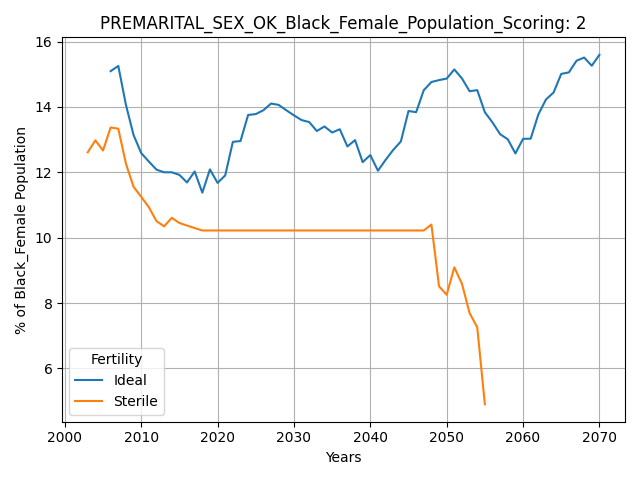 PREMARITAL_SEX_OK_Black_Female_Population_Scoring: 2
% of Black_Female Population
16
14
12
10
8
6
Fertility
Ideal
Sterile
2000 2010 2020 2030 2040 2050 2060 2070
Years